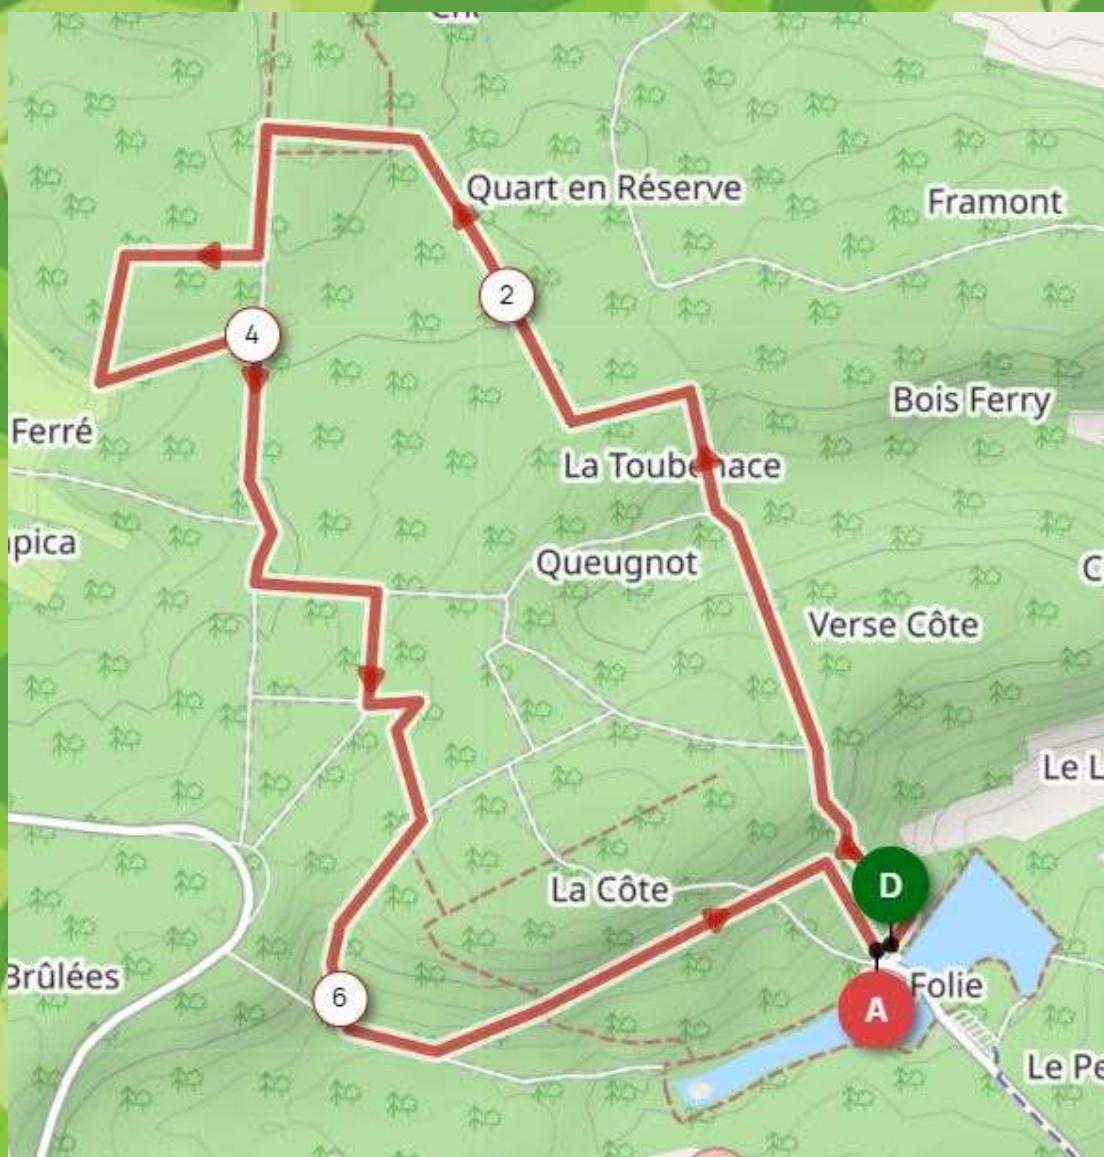 Quart en Réserve
Framont
2
4
Bois Ferry
Ferré
La Toubenace
Queugnot
Verse Côte
Le L
La Côte
D
Brûlées
6
Folie
A
Le Pe